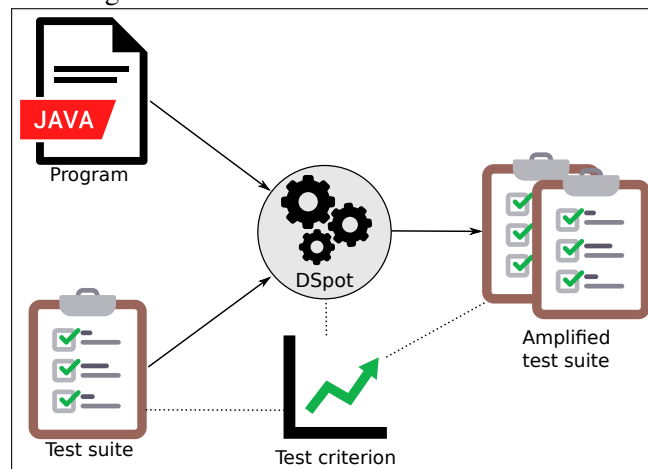 JAVA
Program
DSpot
Amplified
test suite
Test suite
Test criterion